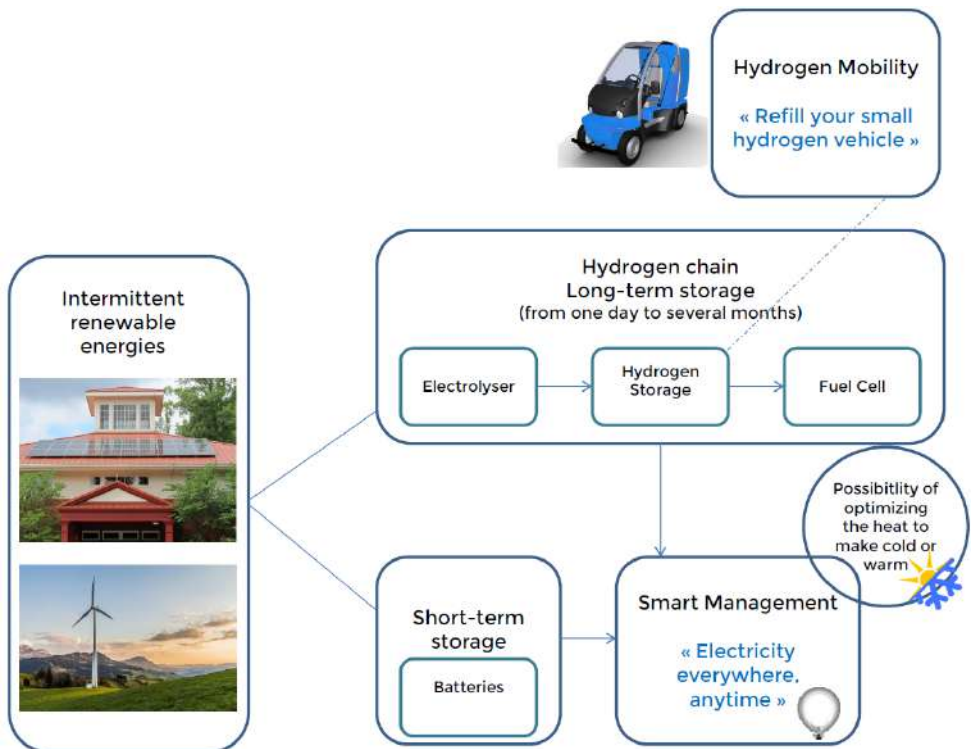 Hydrogen Mobility
« Refill your small
hydrogen vehicle »
Hydrogen chain
Long-term storage
(from one day to several months)
Electrolyser
Hydrogen
Storage
Fuel Cell
Intermittent
renewable
energies
Possibitlity of
optimizing
the heat to
make cold or
warm
Short-term
storage
Batteries
Smart Management
« Electricity
everywhere,
anytime »